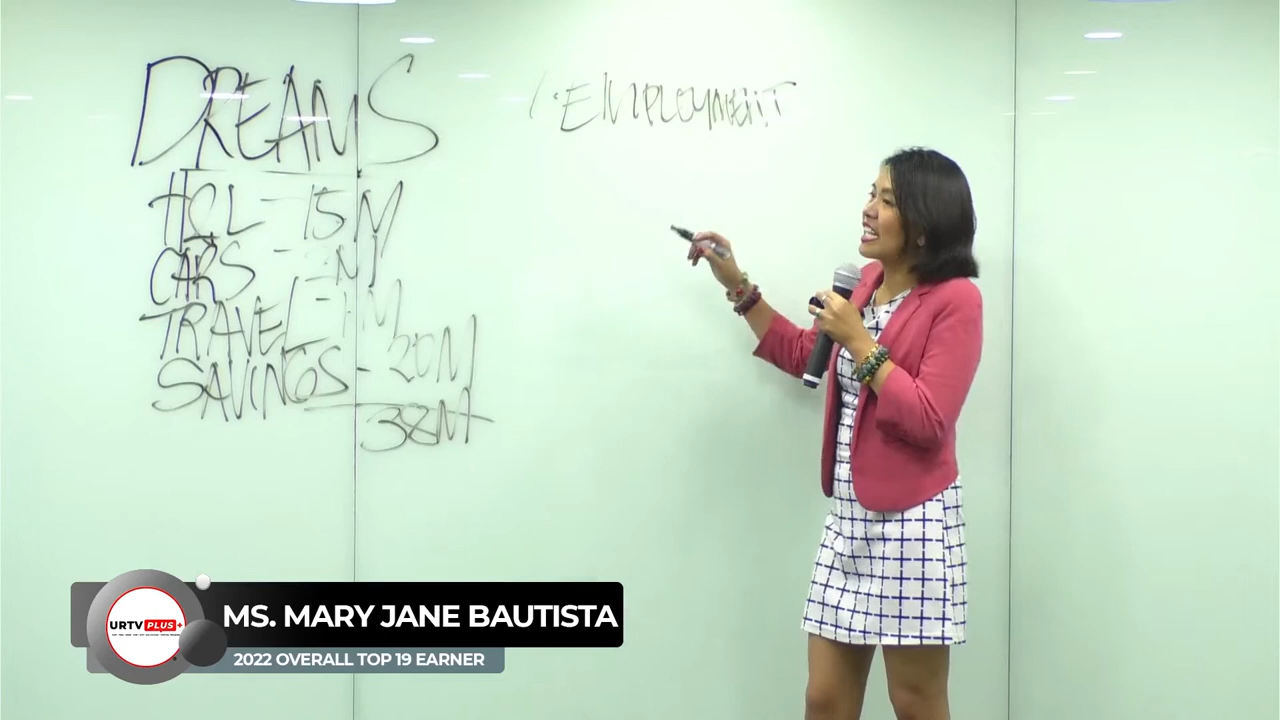 DREAMS
H&L - 15M
CARS - 2M
TRAVEL - 1M
SAVINGS - 20M
38M
1. EMPLOYMENT
URTV PLUS+
MS. MARY JANE BAUTISTA
2022 OVERALL TOP 19 EARNER